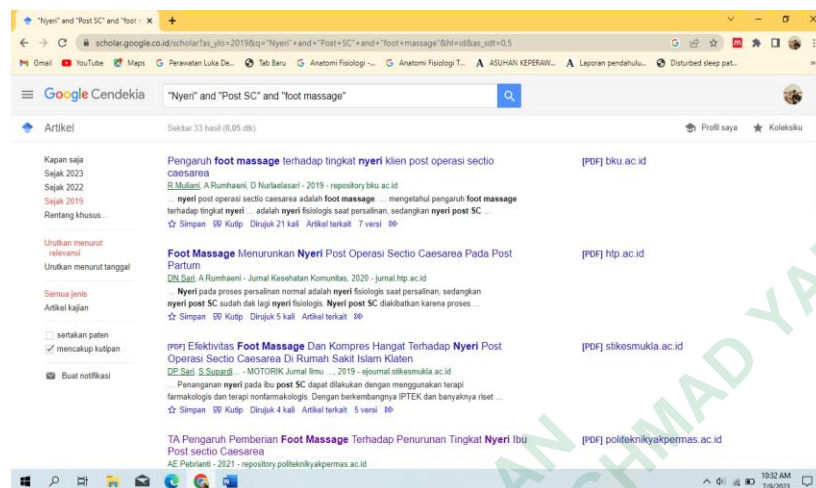 "Nyeri" and "Post SC" and "foot
scholar.google.co.id/scholar?as_ylo=2019&q="Nyeri"+and+"Post+SC"+and+"foot+massage"&hl=id&as_sdt=0.5
Gmail YouTube Maps Perawatan Luka De... Tab Baru Anatomi Fisiologi -... Anatomi Fisiologi T... ASUHAN KEPERAW... Laporan pendahulu... Disturbed sleep pat...
Google Cendekia "Nyeri" and "Post SC" and "foot massage"
Artikel Sekitar 33 hasil (0,05 dtk) Profil saya Koleksiku
Kapan saja
Sejak 2023
Sejak 2022
Sejak 2019
Rentang khusus...
Urutkan menurut
relevansi
Urutkan menurut tanggal
Semua jenis
Artikel kajian
sertakan paten
mencakup kutipan
Buat notifikasi
Pengaruh foot massage terhadap tingkat nyeri klien post operasi sectio
caesarea
R Muliani, A Rumhaeni, D Nurlaelasari - 2019 - repository.bku.ac.id
... nyeri post operasi sectio caesarea adalah foot massage. ... mengetahui pengaruh foot massage
terhadap tingkat nyeri ... adalah nyeri fisiologis saat persalinan, sedangkan nyeri post SC ...
Simpan Kutip Dirujuk 21 kali Artikel terkait 7 versi
[PDF] bku.ac.id
Foot Massage Menurunkan Nyeri Post Operasi Sectio Caesarea Pada Post
Partum
DN Sari, A Rumhaeni - Jurnal Kesehatan Komunitas, 2020 - jurnal.htp.ac.id
... Nyeri pada proses persalinan normal adalah nyeri fisiologis saat persalinan, sedangkan
nyeri post SC sudah dak lagi nyeri fisiologis. Nyeri post SC diakibatkan karena proses ...
Simpan Kutip Dirujuk 5 kali Artikel terkait
[PDF] htp.ac.id
[PDF] Efektivitas Foot Massage Dan Kompres Hangat Terhadap Nyeri Post
Operasi Sectio Caesarea Di Rumah Sakit Islam Klaten
DP Sari, S Supardi... - MOTORIK Jurnal Ilmu ..., 2019 - ejournal.stikesmukla.ac.id
... Penanganan nyeri pada ibu post SC dapat dilakukan dengan menggunakan terapi
farmakologis dan terapi nonfarmakologis. Dengan berkembangnya IPTEK dan banyaknya riset ...
Simpan Kutip Dirujuk 4 kali Artikel terkait 5 versi
[PDF] stikesmukla.ac.id
TA Pengaruh Pemberian Foot Massage Terhadap Penurunan Tingkat Nyeri Ibu
Post sectio Caesarea
AE Pebrianti - 2021 - repository.politeknikyakpermas.ac.id
[PDF] politeknikyakpermas.ac.id
10:32 AM
7/9/2023